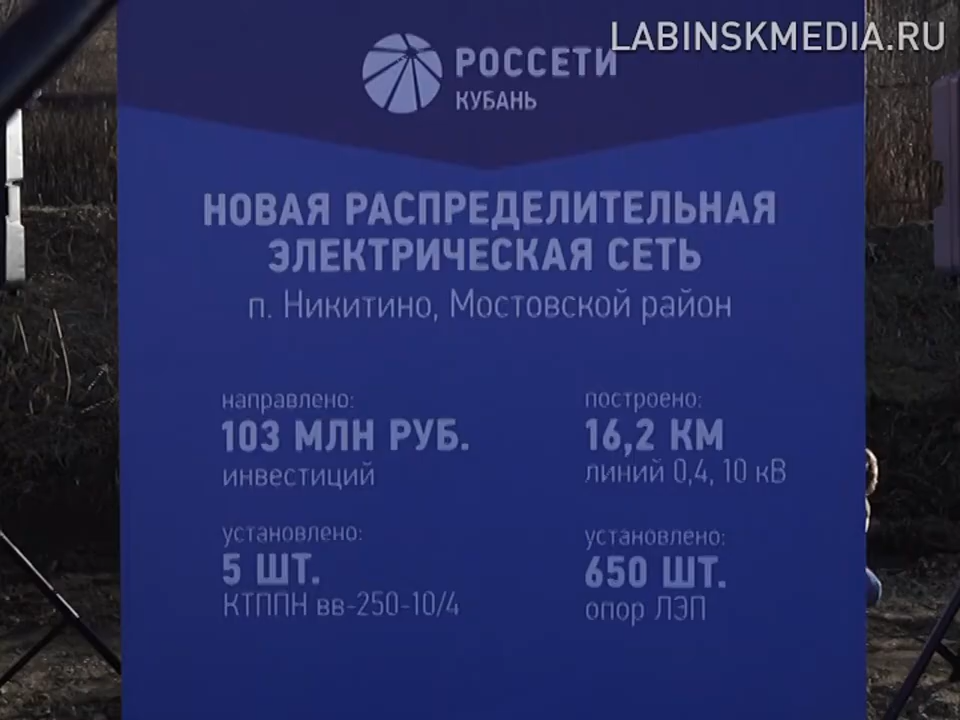 LABINSKMEDIA.RU
РОССЕТИ
КУБАНЬ
НОВАЯ РАСПРЕДЕЛИТЕЛЬНАЯ
ЭЛЕКТРИЧЕСКАЯ СЕТЬ
п. Никитино, Мостовской район
направлено:
103 МЛН РУБ.
инвестиций
построено:
16,2 КМ
линий 0,4, 10 кВ
установлено:
5 ШТ.
КТППН вв-250-10/4
установлено:
650 ШТ.
опор ЛЭП